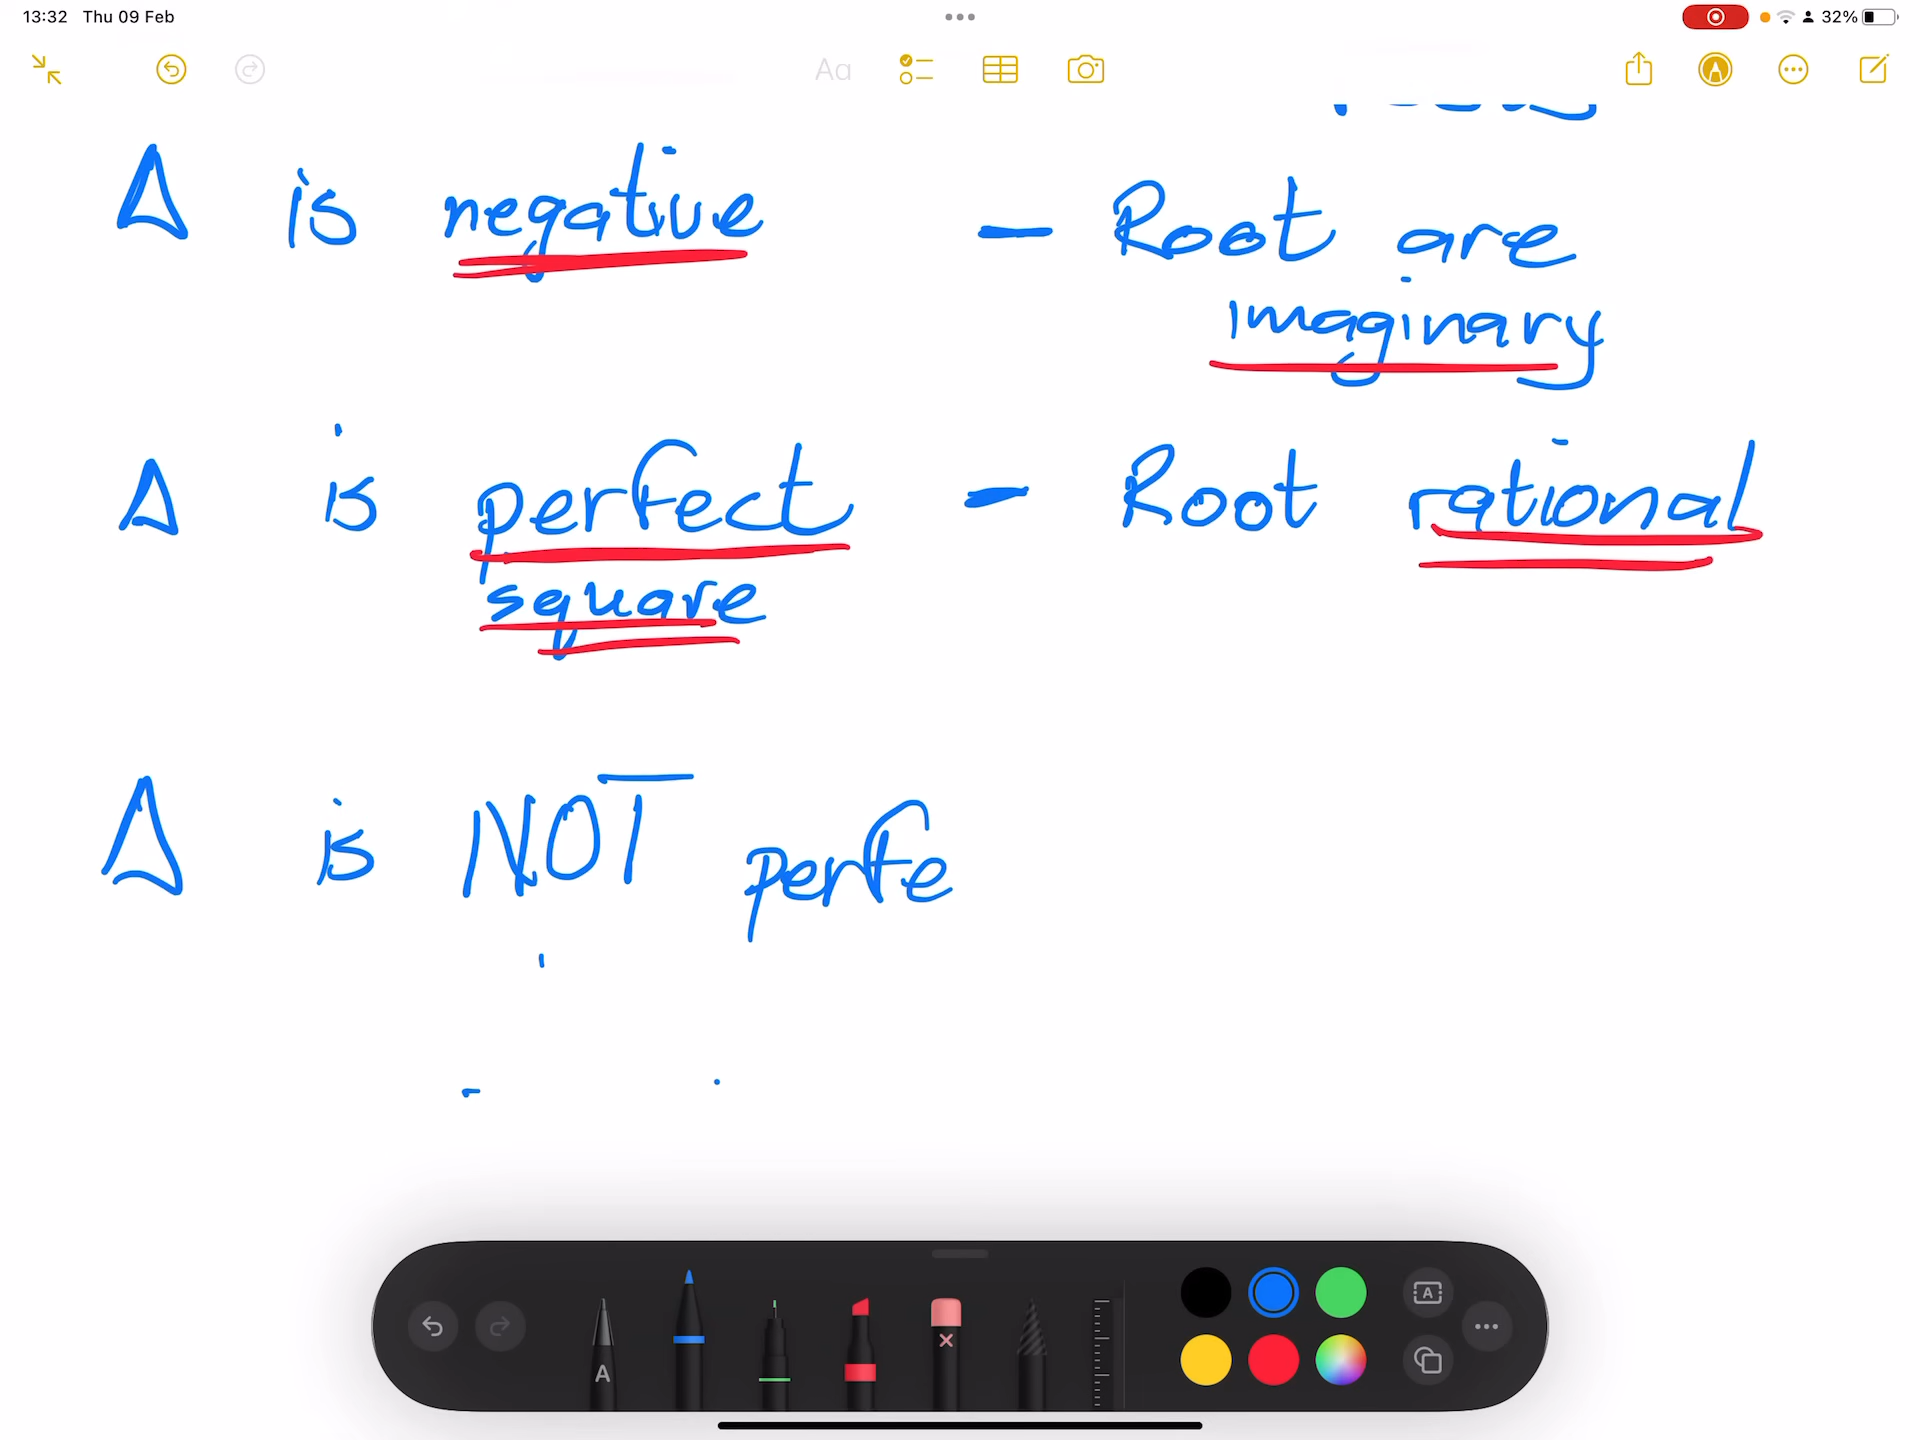 13:32 Thu 09 Feb
32%
Aa
Δ is negative - Root are
imaginary
Δ is perfect - Root rational
square
Δ is NOT perfe
A
A